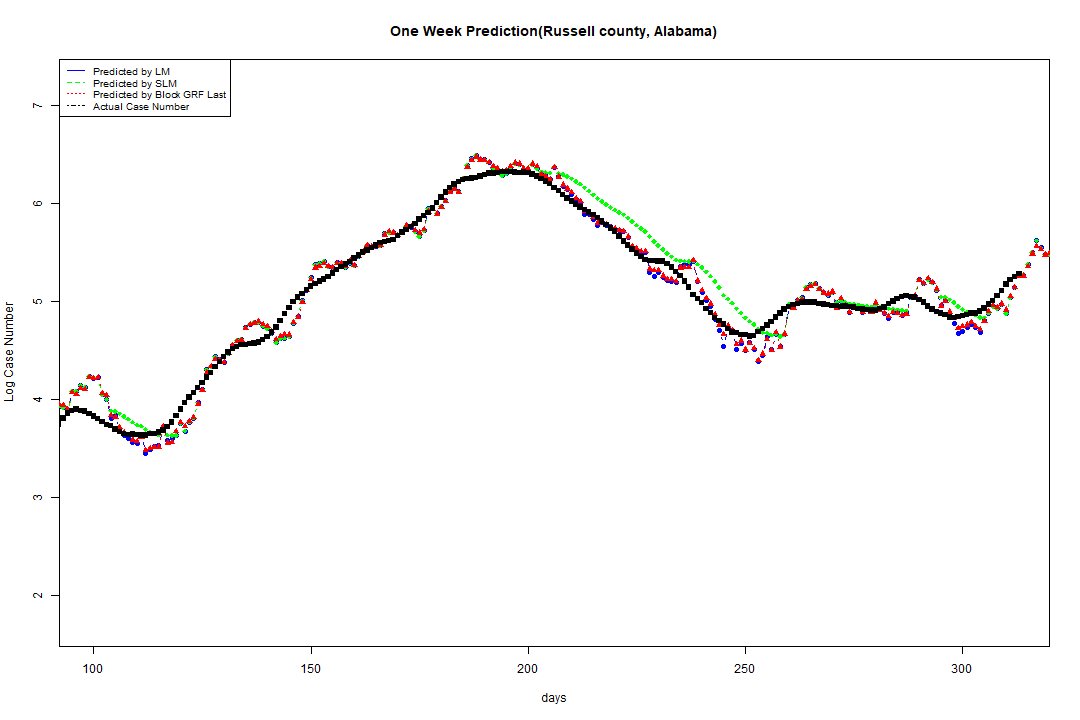 One Week Prediction(Russell county, Alabama)
Predicted by LM
Predicted by SLM
Predicted by Block GRF Last
Actual Case Number
7
6
5
4
3
2
Log Case Number
100 150 200 250 300
days